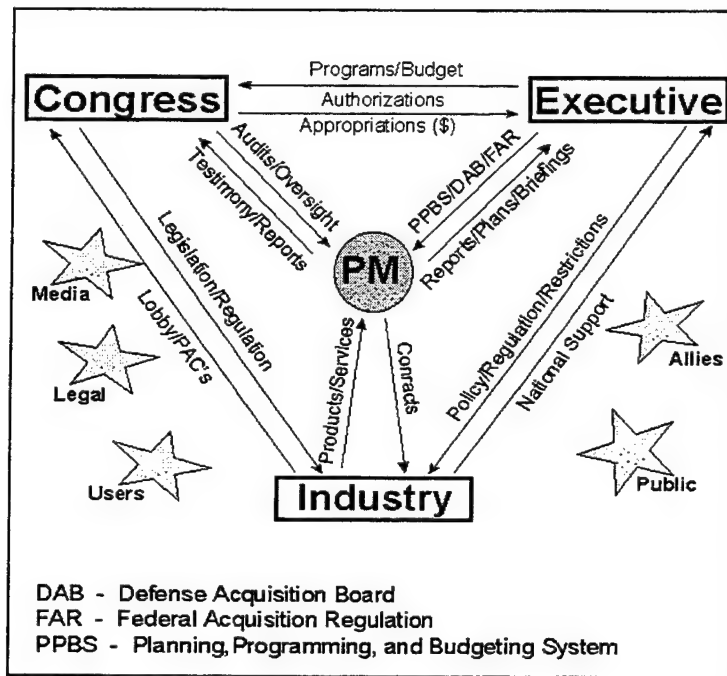 Programs/Budget
Congress
Executive
Authorizations
Appropriations ($)
Audits/Oversight
Testimony/Reports
PPBS/DAB/FAR
Reports/Plans/Briefings
PM
Legislation/Regulation
Lobby/PAC's
Policy/Regulation/Restrictions
National Support
Media
Legal
Users
Allies
Public
Products/Services
Contracts
Industry
DAB - Defense Acquisition Board
FAR - Federal Acquisition Regulation
PPBS - Planning, Programming, and Budgeting System